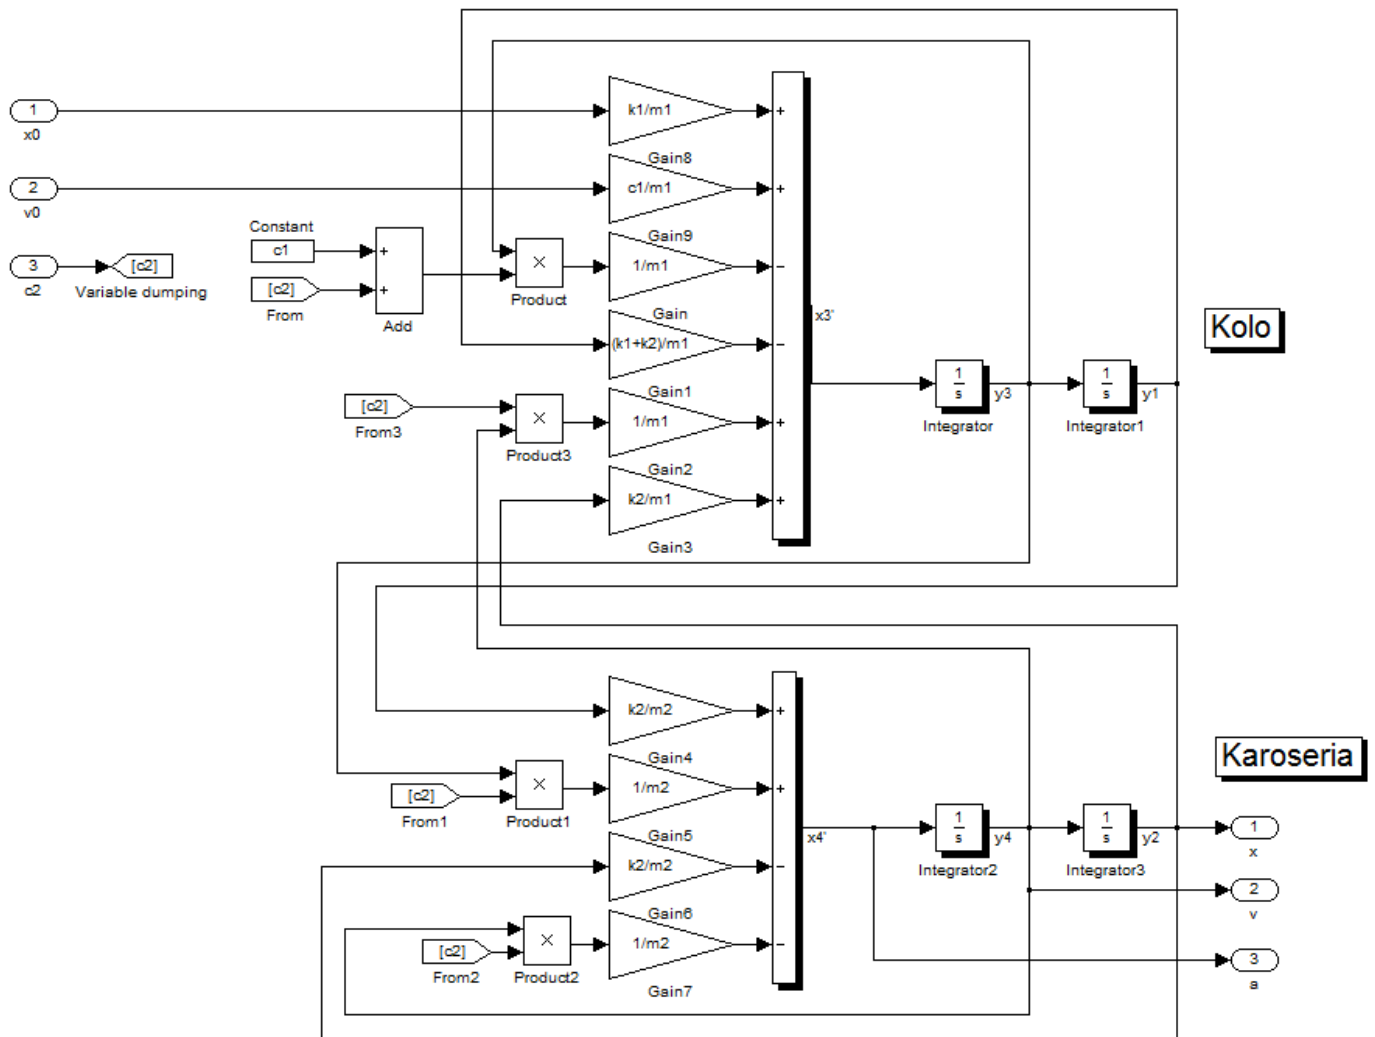 1
x0
k1/m1
+
Gain8
2
v0
c1/m1
+
Gain9
Constant
c1
+
3
c2
[c2]
Variable dumping
[c2]
From
+
Add
×
Product
1/m1
−
Gain
x3'
Kolo
(k1+k2)/m1
−
Gain1
1
s
y3
Integrator
1
s
y1
Integrator1
[c2]
From3
×
Product3
1/m1
+
Gain2
k2/m1
+
Gain3
k2/m2
+
Gain4
Karoseria
[c2]
From1
×
Product1
1/m2
+
Gain5
x4'
1
s
y4
Integrator2
1
s
y2
Integrator3
1
x
k2/m2
−
Gain6
2
v
[c2]
From2
×
Product2
1/m2
−
Gain7
3
a